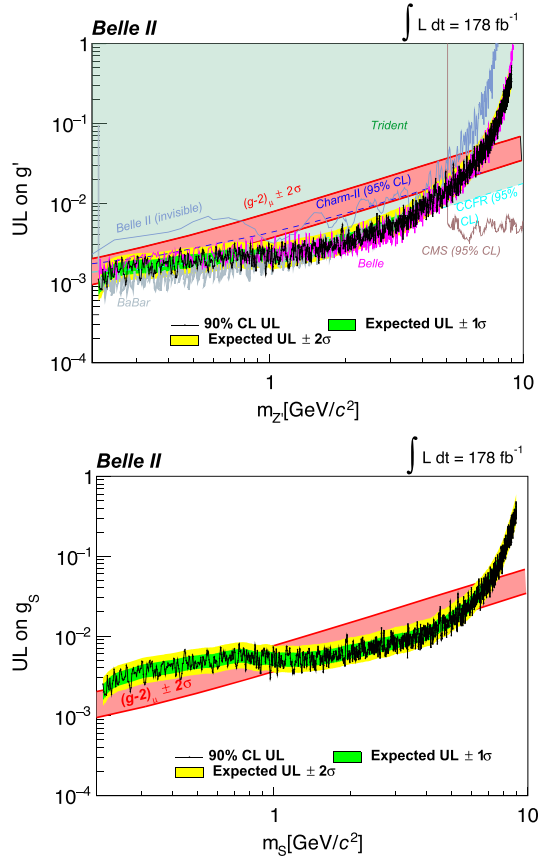 Belle II
∫ L dt = 178 fb⁻¹
UL on g'
1
10⁻¹
10⁻²
10⁻³
10⁻⁴
Trident
(g-2)μ ± 2σ
Charm-II (95% CL)
Belle II (invisible)
CCFR (95% CL)
CMS (95% CL)
Belle
BaBar
90% CL UL
Expected UL ± 1σ
Expected UL ± 2σ
1
10
m_Z'[GeV/c²]
Belle II
∫ L dt = 178 fb⁻¹
UL on g_S
1
10⁻¹
10⁻²
10⁻³
10⁻⁴
(g-2)μ ± 2σ
90% CL UL
Expected UL ± 1σ
Expected UL ± 2σ
1
10
m_S[GeV/c²]